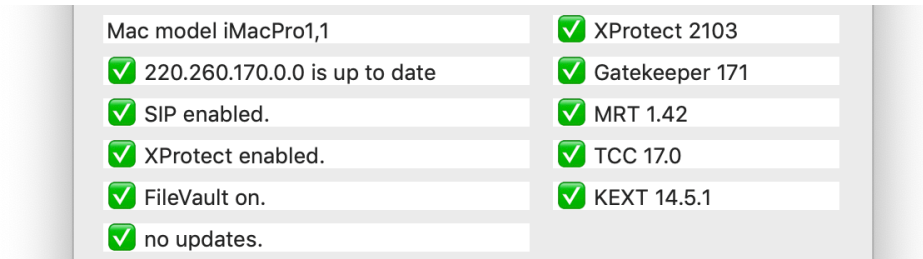 Mac model iMacPro1,1
220.260.170.0.0 is up to date
SIP enabled.
XProtect enabled.
FileVault on.
no updates.
XProtect 2103
Gatekeeper 171
MRT 1.42
TCC 17.0
KEXT 14.5.1